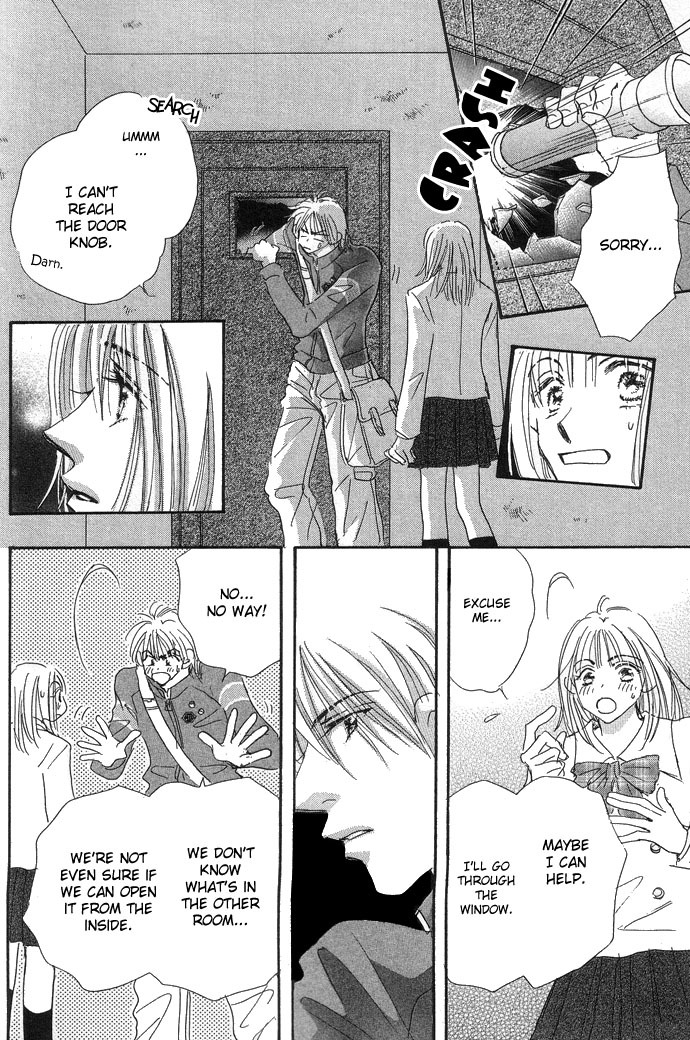 CRASH
SORRY...
SEARCH
UMMM
...
I CAN'T
REACH
THE DOOR
KNOB.
Darn.
EXCUSE
ME...
MAYBE
I CAN
HELP.
I'LL GO
THROUGH
THE
WINDOW.
NO...
NO WAY!
WE DON'T
KNOW
WHAT'S IN
THE OTHER
ROOM...
WE'RE NOT
EVEN SURE IF
WE CAN OPEN
IT FROM THE
INSIDE.